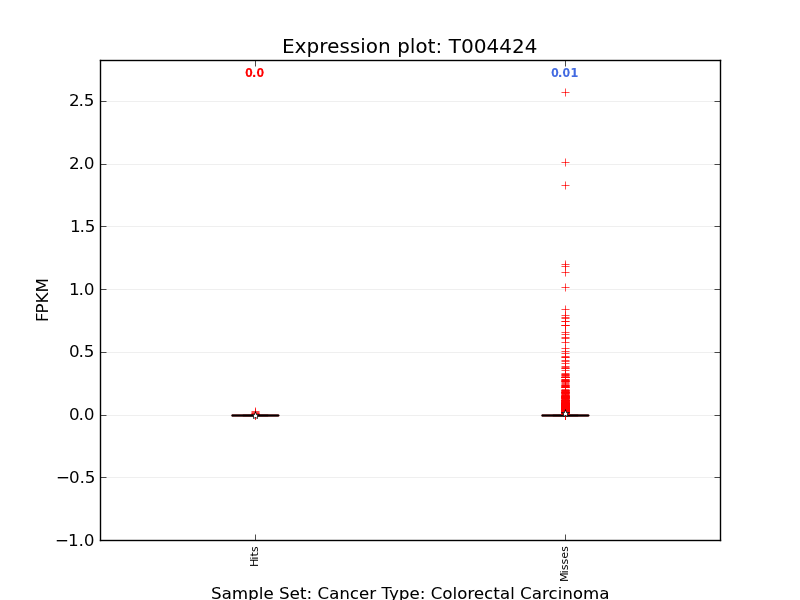 Expression plot: T004424
0.0
0.01
2.5
2.0
1.5
1.0
0.5
0.0
−0.5
−1.0
FPKM
Hits
Misses
Sample Set: Cancer Type: Colorectal Carcinoma